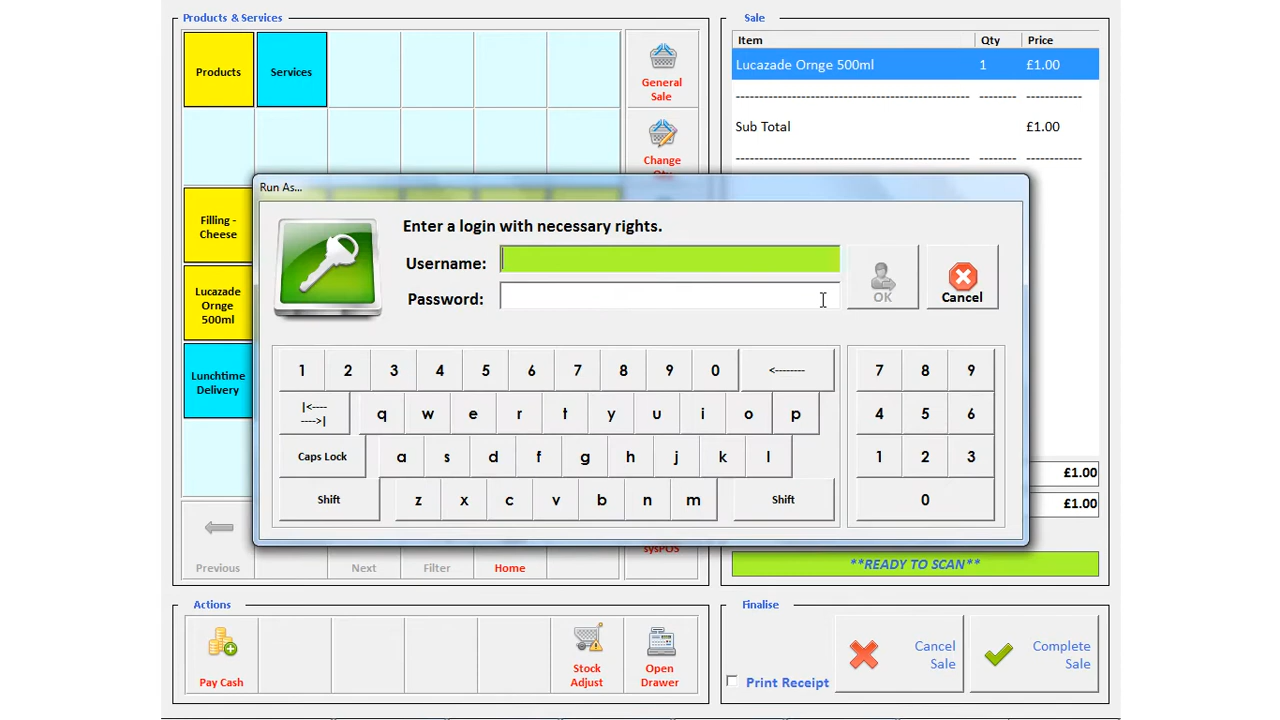 Products & Services
Products
Services
General
Sale
Change
Filling -
Cheese
Lucazade
Ornge
500ml
Lunchtime
Delivery
Previous
Next
Filter
Home
sysPOS
Sale
Item Qty Price
Lucazade Ornge 500ml 1 £1.00
------------------------------------------- -------- ------------
Sub Total £1.00
------------------------------------------- -------- ------------
£1.00
£1.00
**READY TO SCAN**
Run As...
Enter a login with necessary rights.
Username:
Password:
OK
Cancel
1 2 3 4 5 6 7 8 9 0 <--------
|<----
---->|
q w e r t y u i o p
Caps Lock a s d f g h j k l
Shift z x c v b n m Shift
7 8 9
4 5 6
1 2 3
0
Actions
Pay Cash
Stock
Adjust
Open
Drawer
Finalise
Print Receipt
Cancel
Sale
Complete
Sale